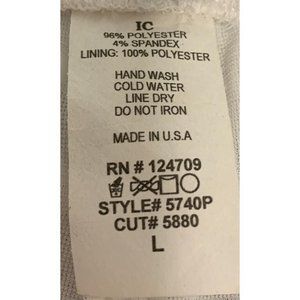 IC
96% POLYESTER
4% SPANDEX
LINING: 100% POLYESTER
HAND WASH
COLD WATER
LINE DRY
DO NOT IRON
MADE IN U.S.A
RN # 124709
STYLE# 5740P
CUT# 5880
L